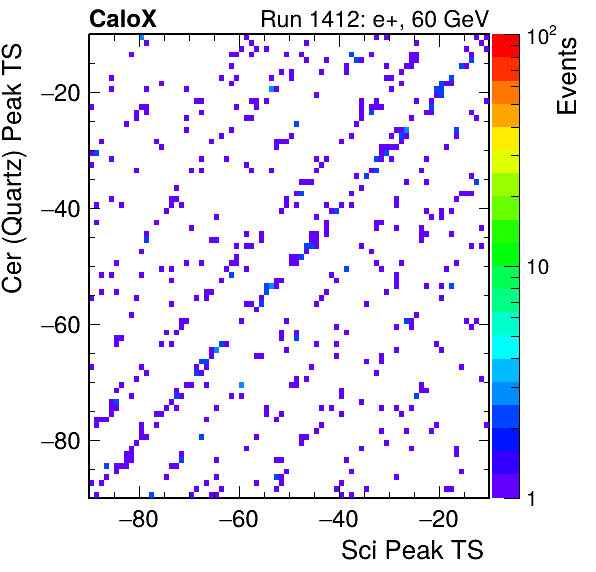 CaloX Run 1412: e+, 60 GeV
Cer (Quartz) Peak TS
−20
−40
−60
−80
−80 −60 −40 −20
Sci Peak TS
10²
10
1
Events